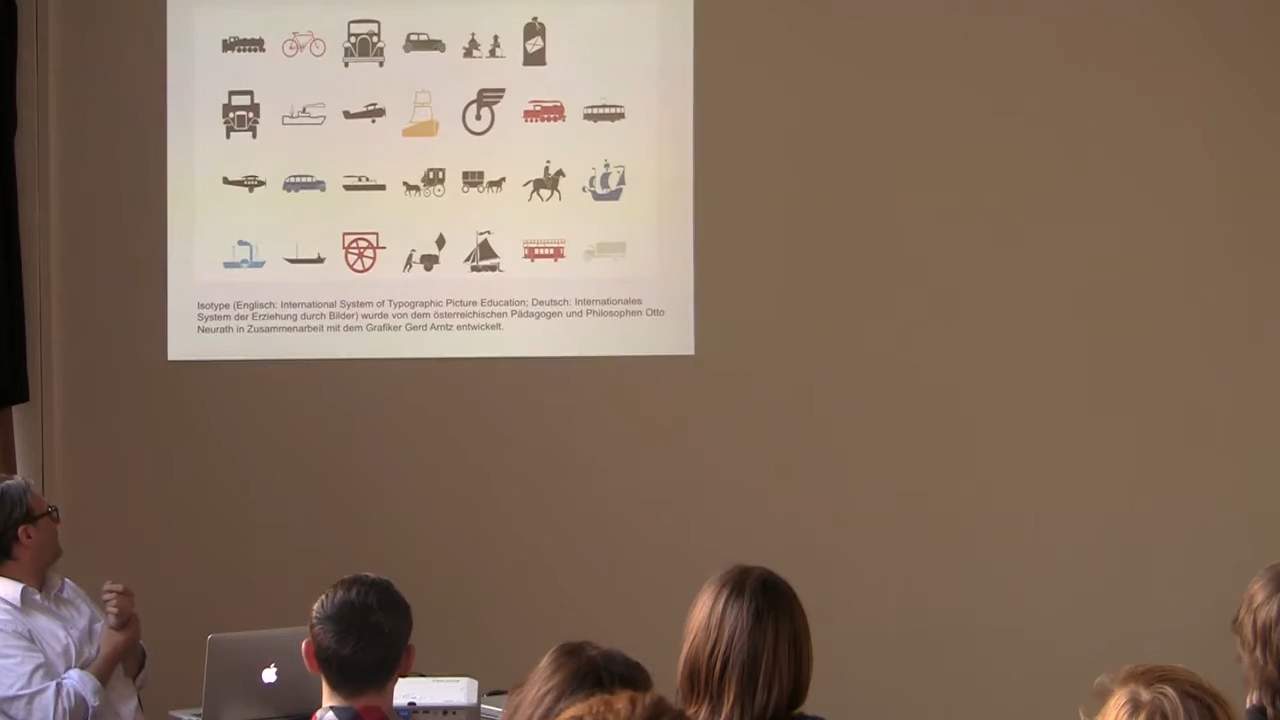 Isotype (Englisch: International System of Typographic Picture Education; Deutsch: Internationales
System der Erziehung durch Bilder) wurde von dem österreichischen Pädagogen und Philosophen Otto
Neurath in Zusammenarbeit mit dem Grafiker Gerd Arntz entwickelt.